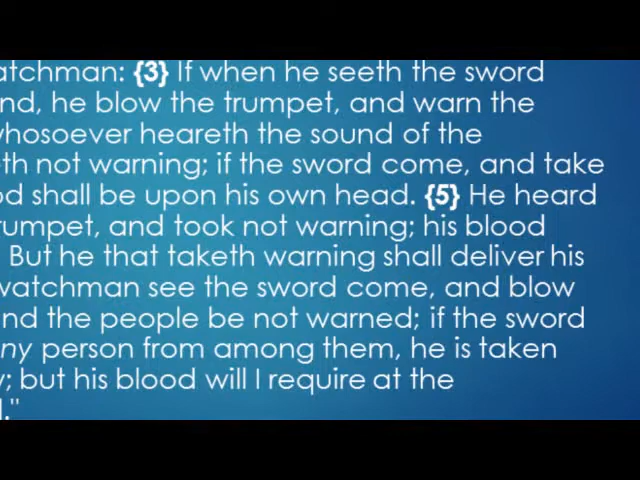 atchman: {3} If when he seeth the sword
nd, he blow the trumpet, and warn the
whosoever heareth the sound of the
eth not warning; if the sword come, and take
od shall be upon his own head. {5} He heard
rumpet, and took not warning; his blood
But he that taketh warning shall deliver his
watchman see the sword come, and blow
nd the people be not warned; if the sword
ny person from among them, he is taken
y; but his blood will I require at the
d."